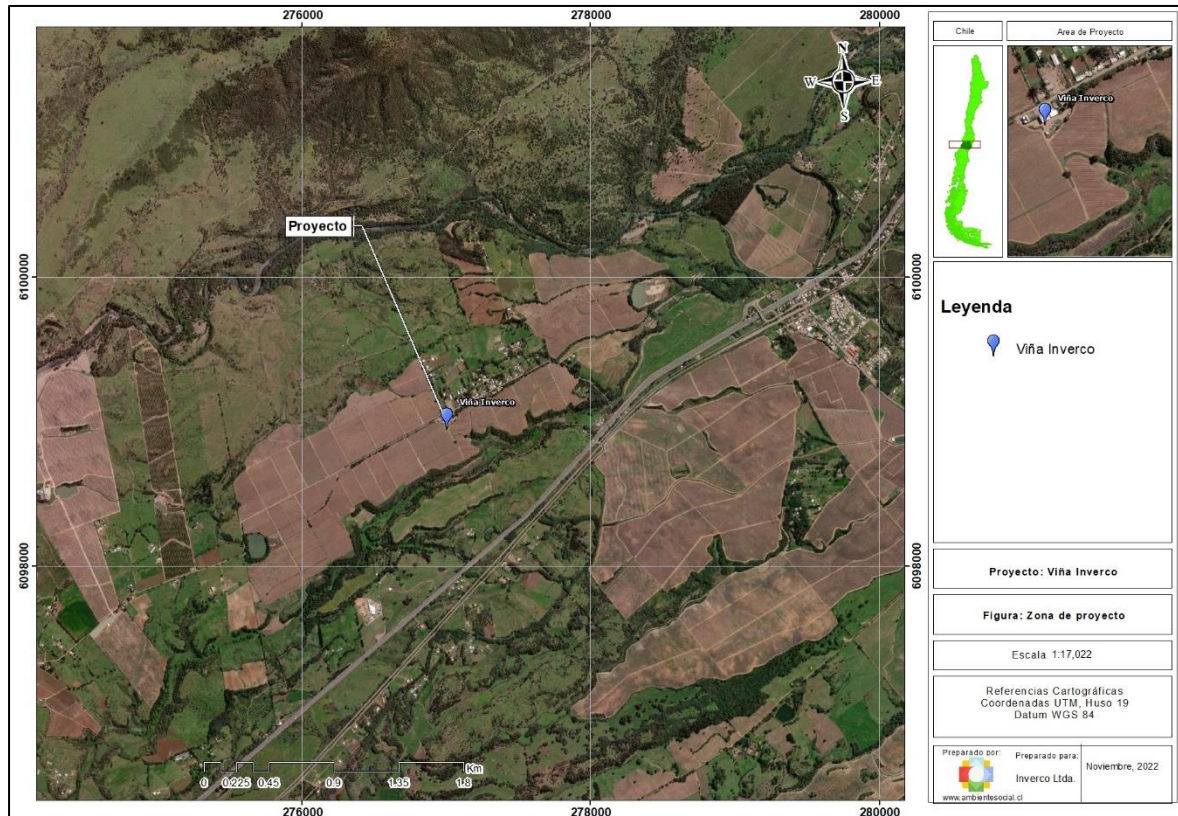 276000
278000
280000
N
W
E
S
Proyecto
Viña Inverco
6100000
6100000
6098000
6098000
0
0.225
0.45
0.9
1.35
1.8
Km
276000
278000
280000
Chile
Area de Proyecto
Viña Inverco
Leyenda
Viña Inverco
Proyecto: Viña Inverco
Figura: Zona de proyecto
Escala 1:17,022
Referencias Cartográficas
Coordenadas UTM, Huso 19
Datum WGS 84
Preparado por:
www.ambientesocial.cl
Preparado para:
Inverco Ltda.
Noviembre, 2022